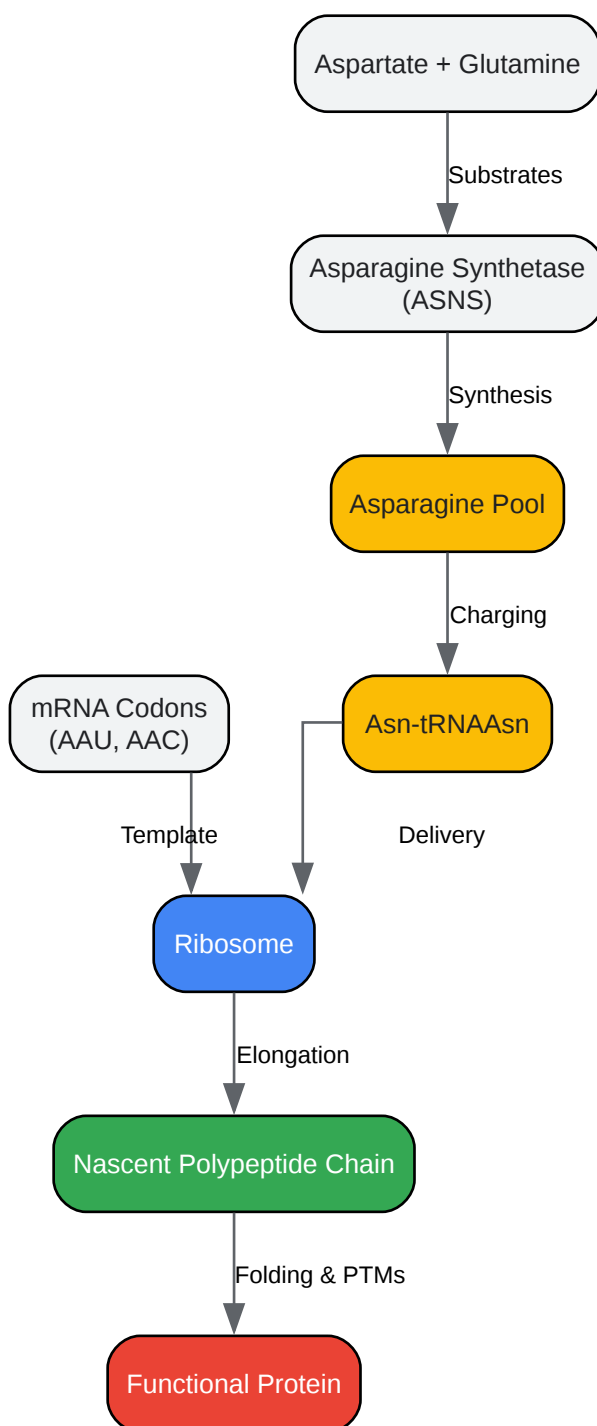 Aspartate + Glutamine
Substrates
Asparagine Synthetase
(ASNS)
Synthesis
Asparagine Pool
Charging
mRNA Codons
(AAU, AAC)
Asn-tRNAAsn
Template
Delivery
Ribosome
Elongation
Nascent Polypeptide Chain
Folding & PTMs
Functional Protein